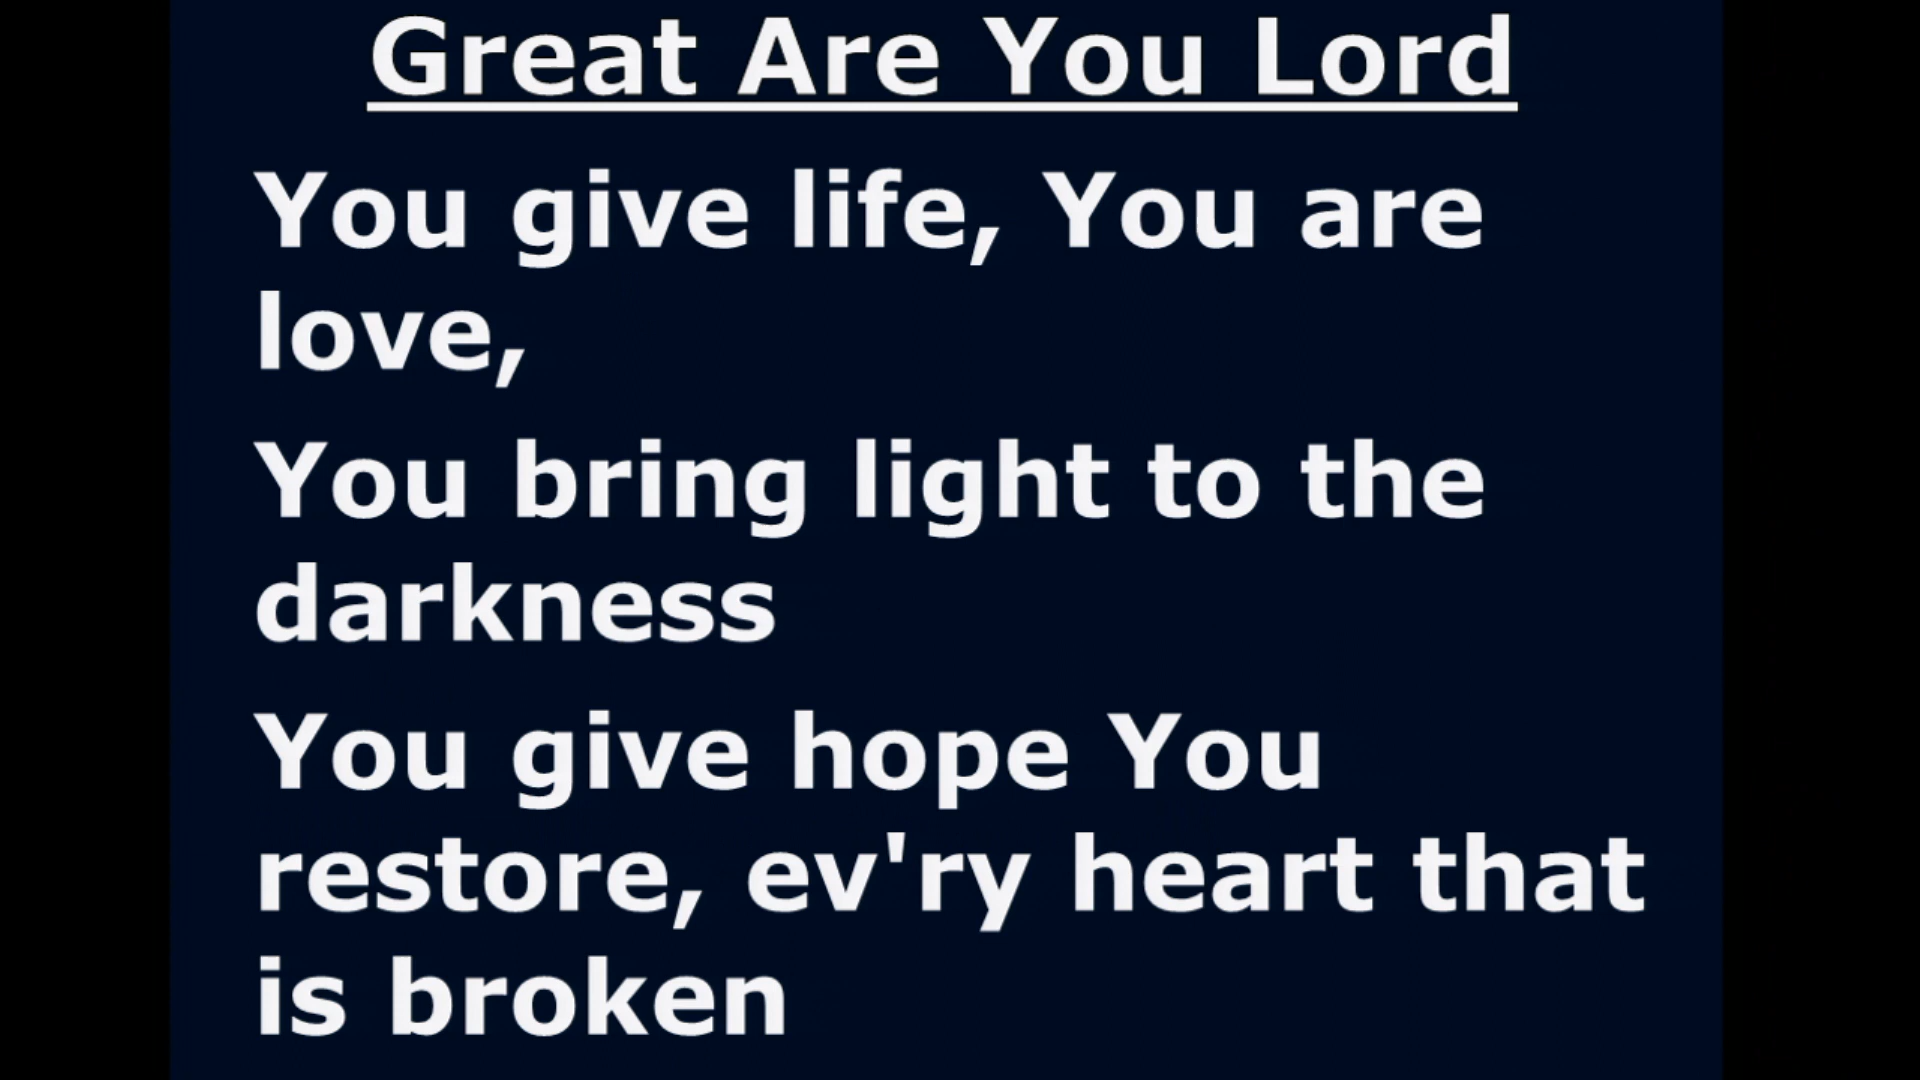 Great Are You Lord
You give life, You are
love,
You bring light to the
darkness
You give hope You
restore, ev'ry heart that
is broken